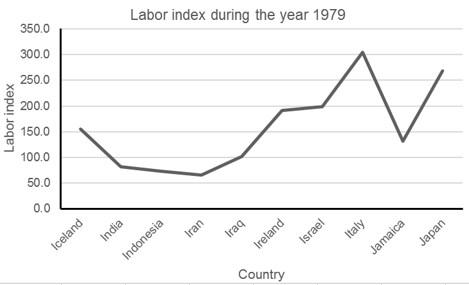 Labor index during the year 1979
Labor index
350.0
300.0
250.0
200.0
150.0
100.0
50.0
0.0
Iceland
India
Indonesia
Iran
Iraq
Ireland
Israel
Italy
Jamaica
Japan
Country